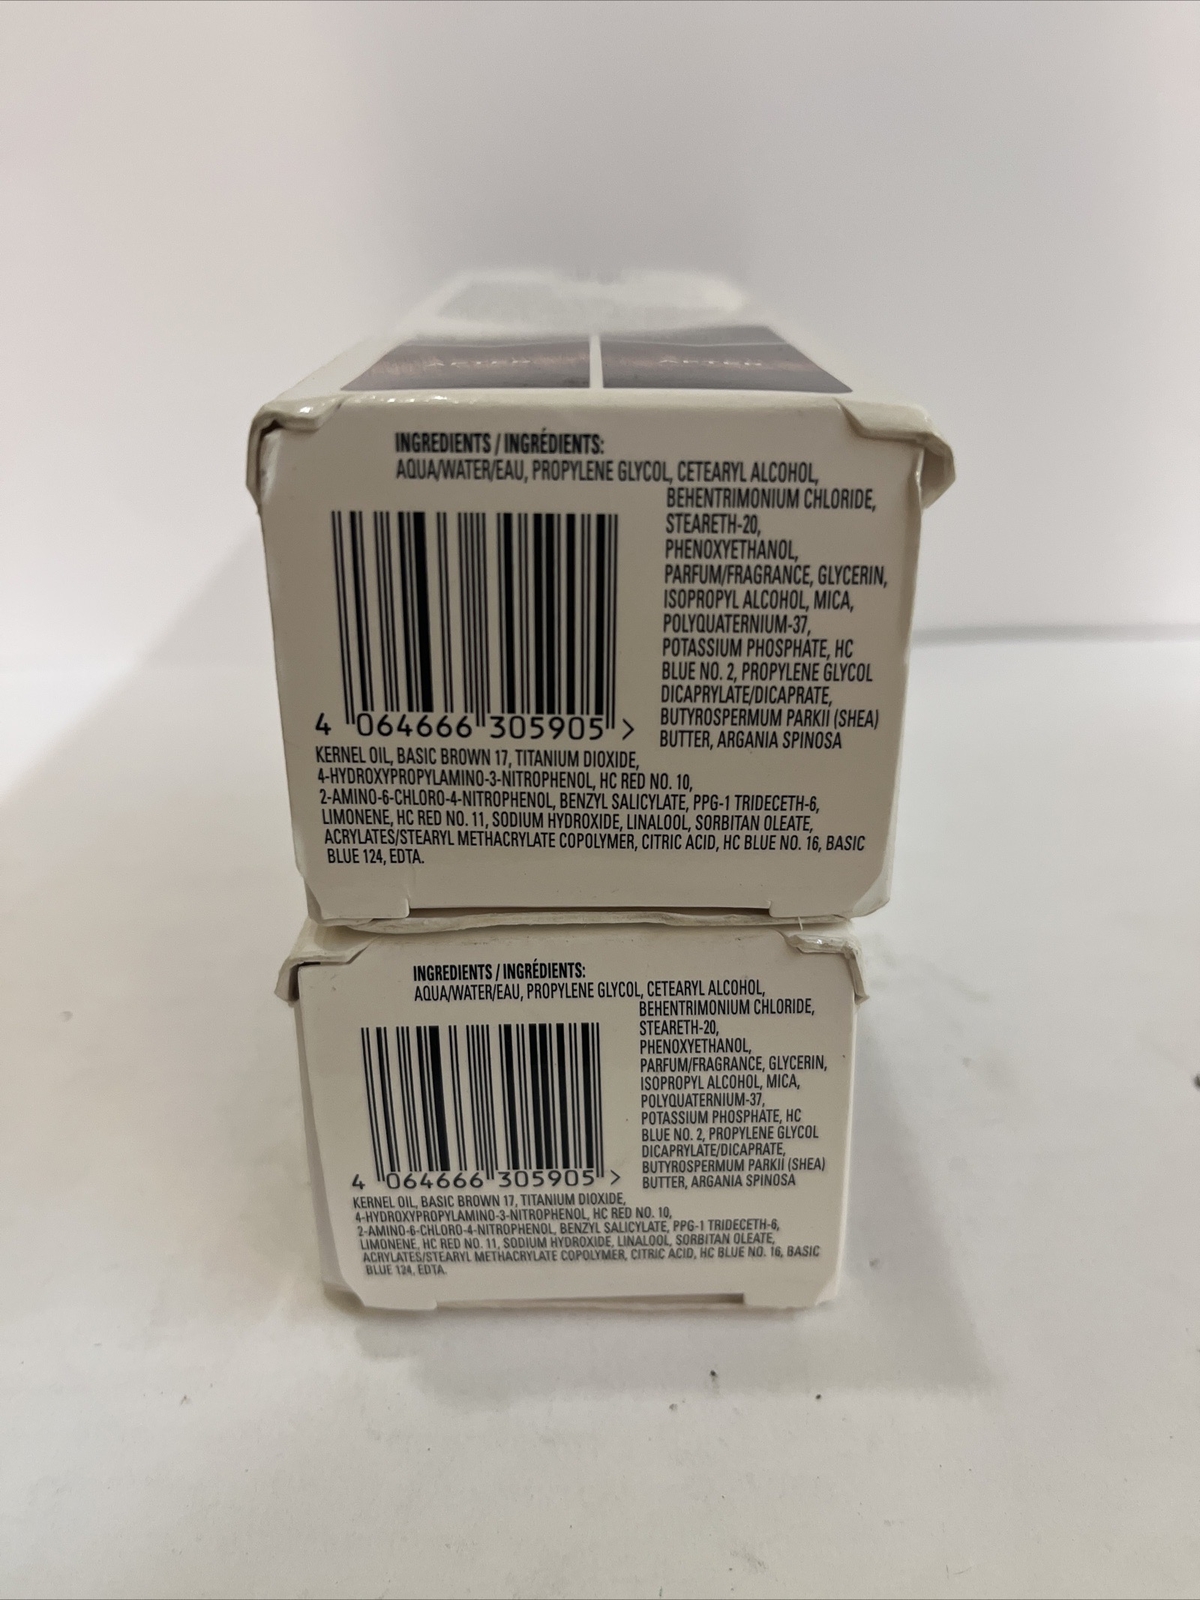 INGREDIENTS / INGRÉDIENTS:
AQUA/WATER/EAU, PROPYLENE GLYCOL, CETEARYL ALCOHOL,
BEHENTRIMONIUM CHLORIDE,
STEARETH-20,
PHENOXYETHANOL,
PARFUM/FRAGRANCE, GLYCERIN,
ISOPROPYL ALCOHOL, MICA,
POLYQUATERNIUM-37,
POTASSIUM PHOSPHATE, HC
BLUE NO. 2, PROPYLENE GLYCOL
DICAPRYLATE/DICAPRATE,
BUTYROSPERMUM PARKII (SHEA)
BUTTER, ARGANIA SPINOSA
4 064666 305905 >
KERNEL OIL, BASIC BROWN 17, TITANIUM DIOXIDE,
4-HYDROXYPROPYLAMINO-3-NITROPHENOL, HC RED NO. 10,
2-AMINO-6-CHLORO-4-NITROPHENOL, BENZYL SALICYLATE, PPG-1 TRIDECETH-6,
LIMONENE, HC RED NO. 11, SODIUM HYDROXIDE, LINALOOL, SORBITAN OLEATE,
ACRYLATES/STEARYL METHACRYLATE COPOLYMER, CITRIC ACID, HC BLUE NO. 16, BASIC
BLUE 124, EDTA.
INGREDIENTS / INGRÉDIENTS:
AQUA/WATER/EAU, PROPYLENE GLYCOL, CETEARYL ALCOHOL,
BEHENTRIMONIUM CHLORIDE,
STEARETH-20,
PHENOXYETHANOL,
PARFUM/FRAGRANCE, GLYCERIN,
ISOPROPYL ALCOHOL, MICA,
POLYQUATERNIUM-37,
POTASSIUM PHOSPHATE, HC
BLUE NO. 2, PROPYLENE GLYCOL
DICAPRYLATE/DICAPRATE,
BUTYROSPERMUM PARKII (SHEA)
BUTTER, ARGANIA SPINOSA
4 064666 305905 >
KERNEL OIL, BASIC BROWN 17, TITANIUM DIOXIDE,
4-HYDROXYPROPYLAMINO-3-NITROPHENOL, HC RED NO. 10,
2-AMINO-6-CHLORO-4-NITROPHENOL, BENZYL SALICYLATE, PPG-1 TRIDECETH-6,
LIMONENE, HC RED NO. 11, SODIUM HYDROXIDE, LINALOOL, SORBITAN OLEATE,
ACRYLATES/STEARYL METHACRYLATE COPOLYMER, CITRIC ACID, HC BLUE NO. 16, BASIC
BLUE 124, EDTA.